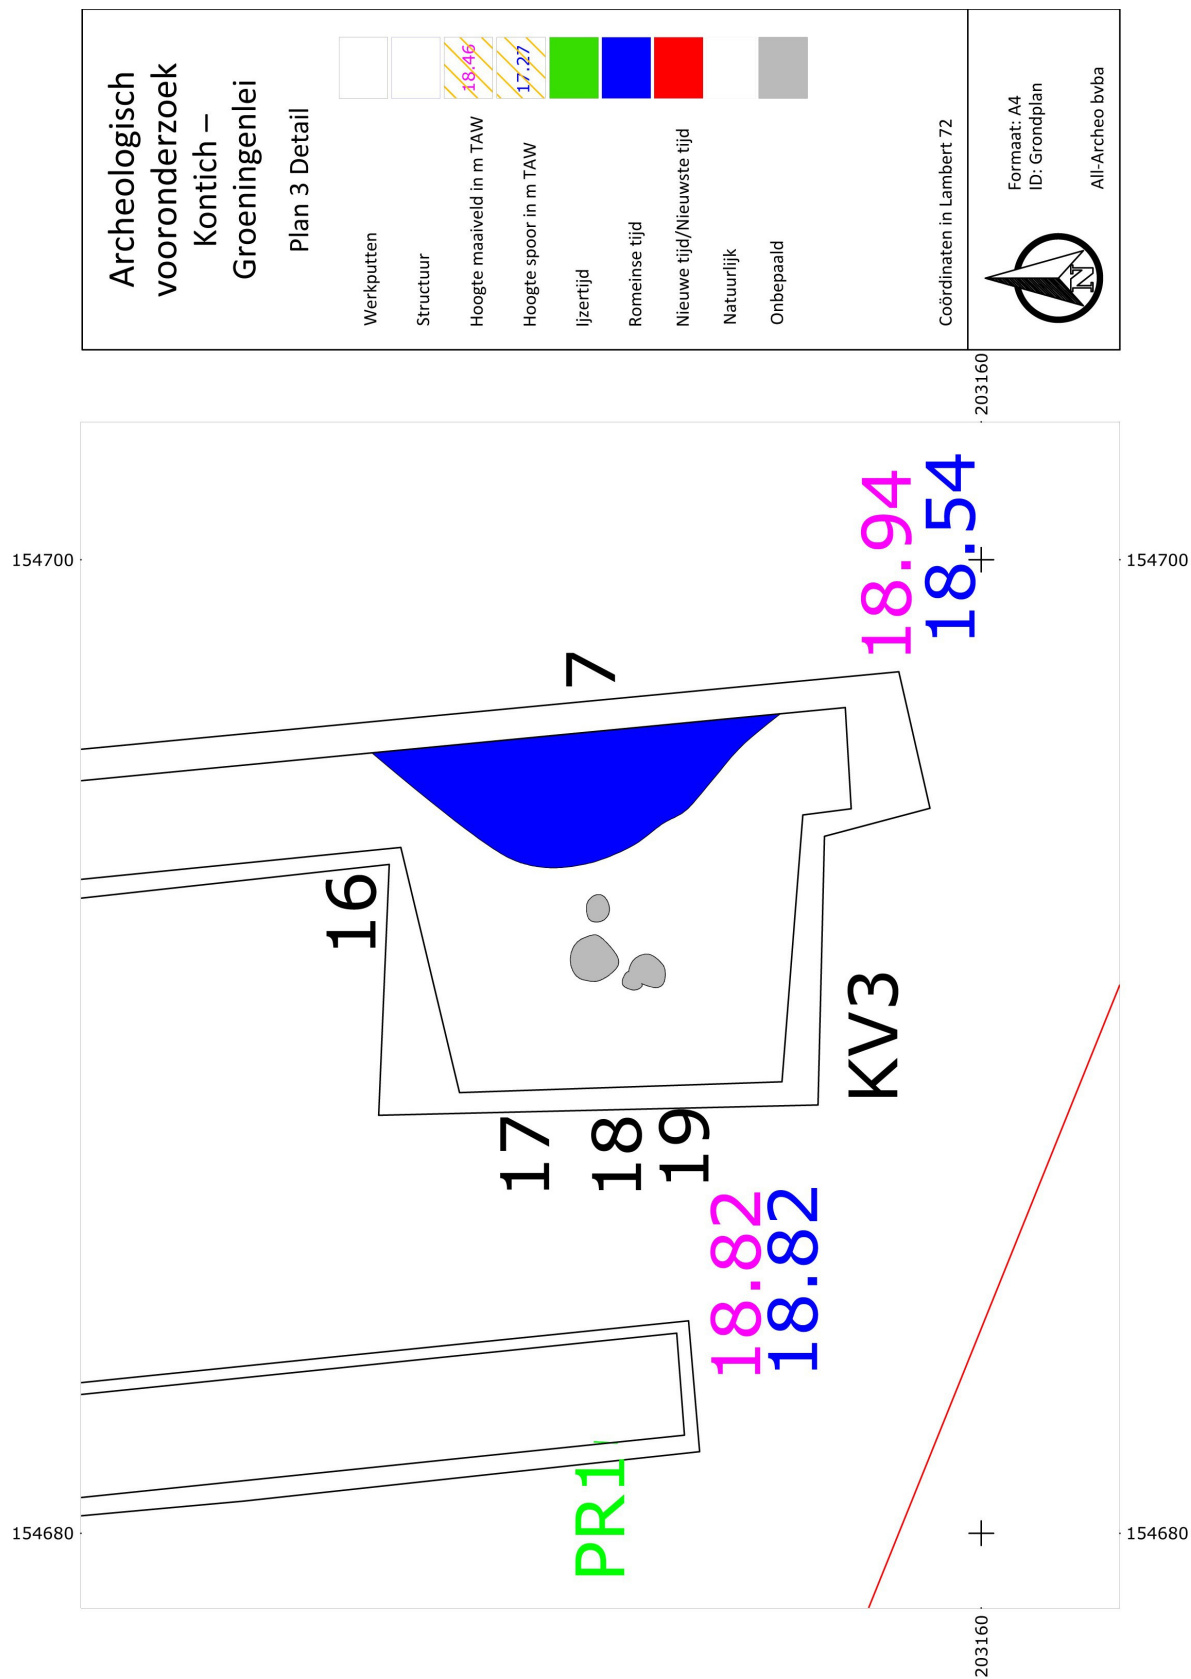 Archeologisch
vooronderzoek
Kontich –
Groeningenlei
Plan 3 Detail
Werkputten
Structuur
Hoogte maaiveld in m TAW
18.46
Hoogte spoor in m TAW
17.27
Ijzertijd
Romeinse tijd
Nieuwe tijd/Nieuwste tijd
Natuurlijk
Onbepaald
Coördinaten in Lambert 72
Formaat: A4
ID: Grondplan
All-Archeo bvba
N
203160
154700
154700
18.94
18.54
7
16
KV3
17
18
19
18.82
18.82
PR1
154680
154680
203160